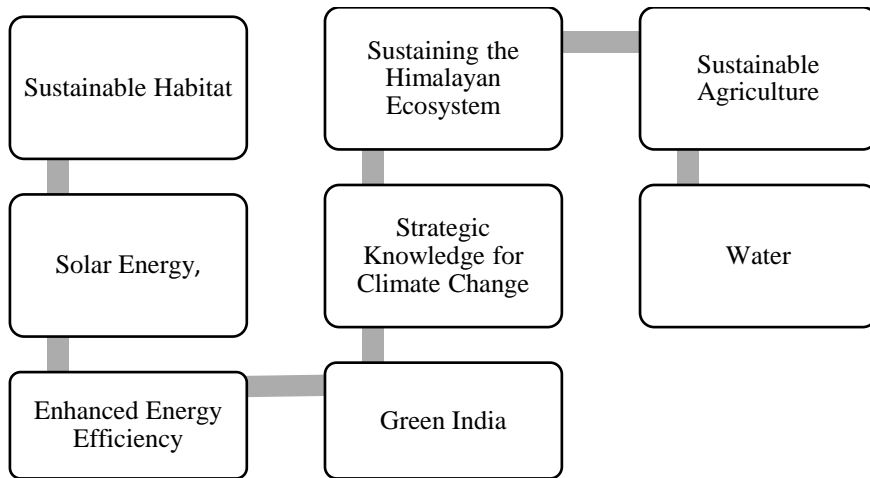 Sustainable Habitat
Solar Energy,
Enhanced Energy
Efficiency
Green India
Strategic
Knowledge for
Climate Change
Sustaining the
Himalayan
Ecosystem
Sustainable
Agriculture
Water